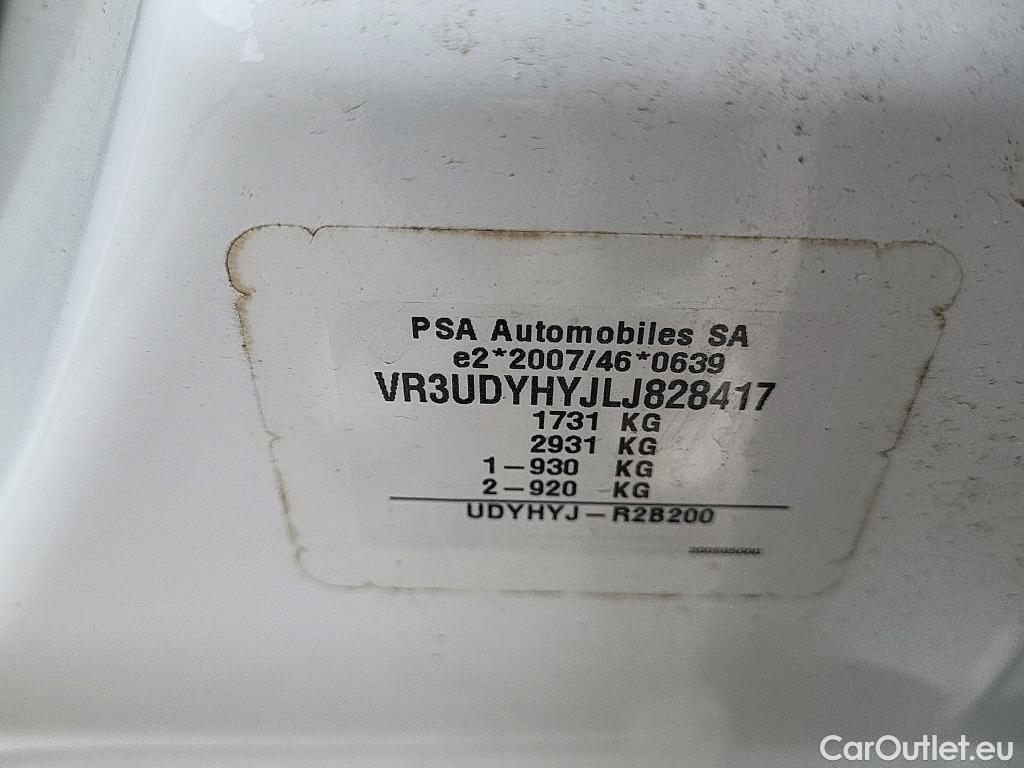 PSA Automobiles SA
e2*2007/46*0639
VR3UDYHYJLJ828417
1731 KG
2931 KG
1-930 KG
2-920 KG
UDYHYJ-R2B200
CarOutlet.eu